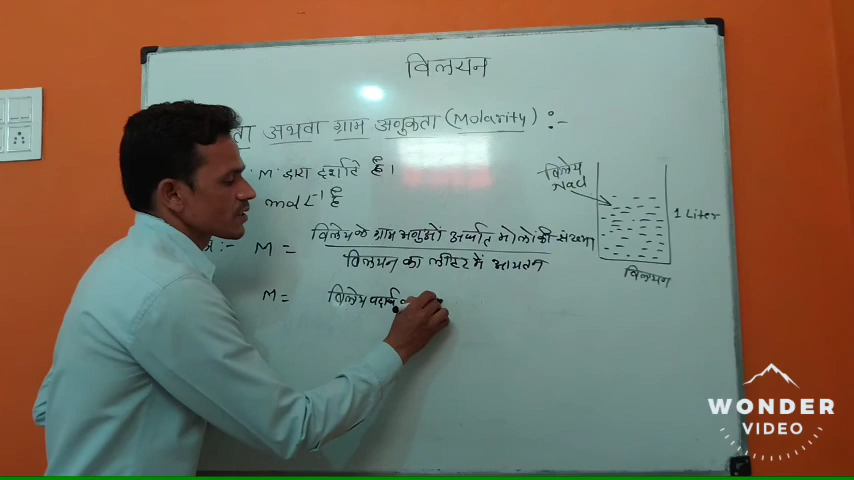 विलयन
ता अथवा ग्राम अणुकता (Molarity) :-
M द्वारा दर्शाते है।
mol L⁻¹ है
:- M = विलेय के ग्राम अणुओं अर्थात मोलों की संख्या
विलयन का लीटर में आयतन
M = विलेय पदार्थ
विलेय
Nacl
1 Liter
विलयन
WONDER
VIDEO